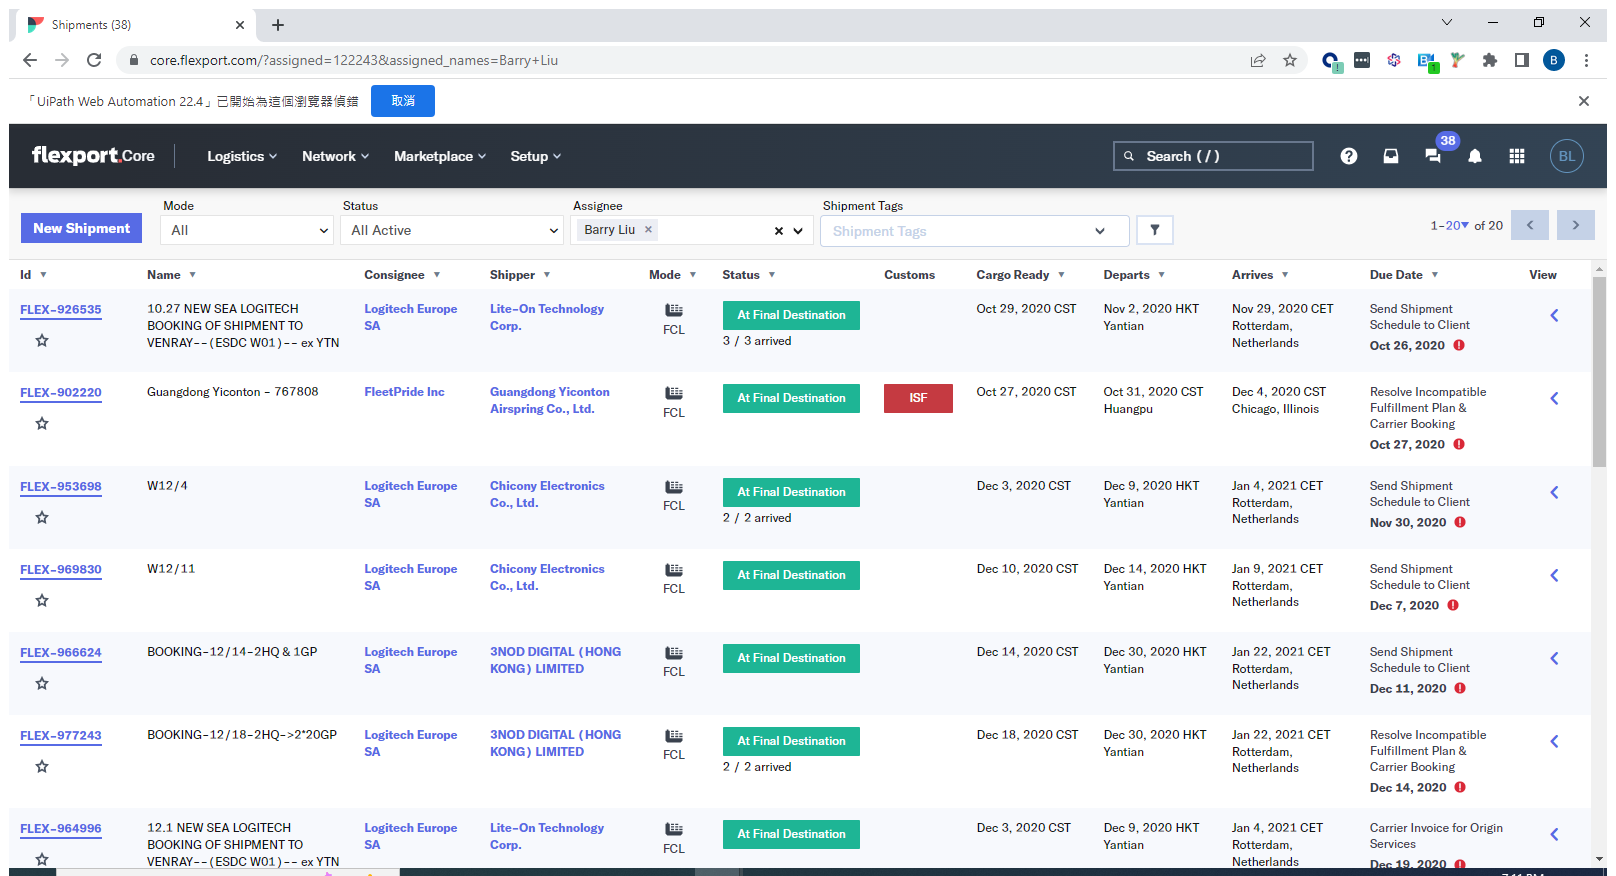 Shipments (38)
core.flexport.com/?assigned=122243&assigned_names=Barry+Liu
「UiPath Web Automation 22.4」已開始為這個瀏覽器偵錯 取消
flexport.Core Logistics Network Marketplace Setup Search ( / ) 38 BL
Mode Status Assignee Shipment Tags
New Shipment All All Active Barry Liu × Shipment Tags 1–20 of 20
Id Name Consignee Shipper Mode Status Customs Cargo Ready Departs Arrives Due Date View
FLEX-926535 10.27 NEW SEA LOGITECH Logitech Europe Lite-On Technology At Final Destination Oct 29, 2020 CST Nov 2, 2020 HKT Nov 29, 2020 CET Send Shipment
BOOKING OF SHIPMENT TO SA Corp. FCL Yantian Rotterdam, Schedule to Client
VENRAY--(ESDC W01)-- ex YTN 3 / 3 arrived Netherlands Oct 26, 2020
FLEX-902220 Guangdong Yiconton - 767808 FleetPride Inc Guangdong Yiconton At Final Destination ISF Oct 27, 2020 CST Oct 31, 2020 CST Dec 4, 2020 CST Resolve Incompatible
Airspring Co., Ltd. FCL Huangpu Chicago, Illinois Fulfillment Plan &
Carrier Booking
Oct 27, 2020
FLEX-953698 W12/4 Logitech Europe Chicony Electronics At Final Destination Dec 3, 2020 CST Dec 9, 2020 HKT Jan 4, 2021 CET Send Shipment
SA Co., Ltd. FCL Yantian Rotterdam, Schedule to Client
2 / 2 arrived Netherlands Nov 30, 2020
FLEX-969830 W12/11 Logitech Europe Chicony Electronics At Final Destination Dec 10, 2020 CST Dec 14, 2020 HKT Jan 9, 2021 CET Send Shipment
SA Co., Ltd. FCL Yantian Rotterdam, Schedule to Client
Netherlands Dec 7, 2020
FLEX-966624 BOOKING-12/14-2HQ & 1GP Logitech Europe 3NOD DIGITAL (HONG At Final Destination Dec 14, 2020 CST Dec 30, 2020 HKT Jan 22, 2021 CET Send Shipment
SA KONG) LIMITED FCL Yantian Rotterdam, Schedule to Client
Netherlands Dec 11, 2020
FLEX-977243 BOOKING-12/18-2HQ->2*20GP Logitech Europe 3NOD DIGITAL (HONG At Final Destination Dec 18, 2020 CST Dec 30, 2020 HKT Jan 22, 2021 CET Resolve Incompatible
SA KONG) LIMITED FCL Yantian Rotterdam, Fulfillment Plan &
2 / 2 arrived Netherlands Carrier Booking
Dec 14, 2020
FLEX-964996 12.1 NEW SEA LOGITECH Logitech Europe Lite-On Technology At Final Destination Dec 3, 2020 CST Dec 9, 2020 HKT Jan 4, 2021 CET Carrier Invoice for Origin
BOOKING OF SHIPMENT TO SA Corp. FCL Yantian Rotterdam, Services
VENRAY--(ESDC W01)-- ex YTN Netherlands Dec 19, 2020